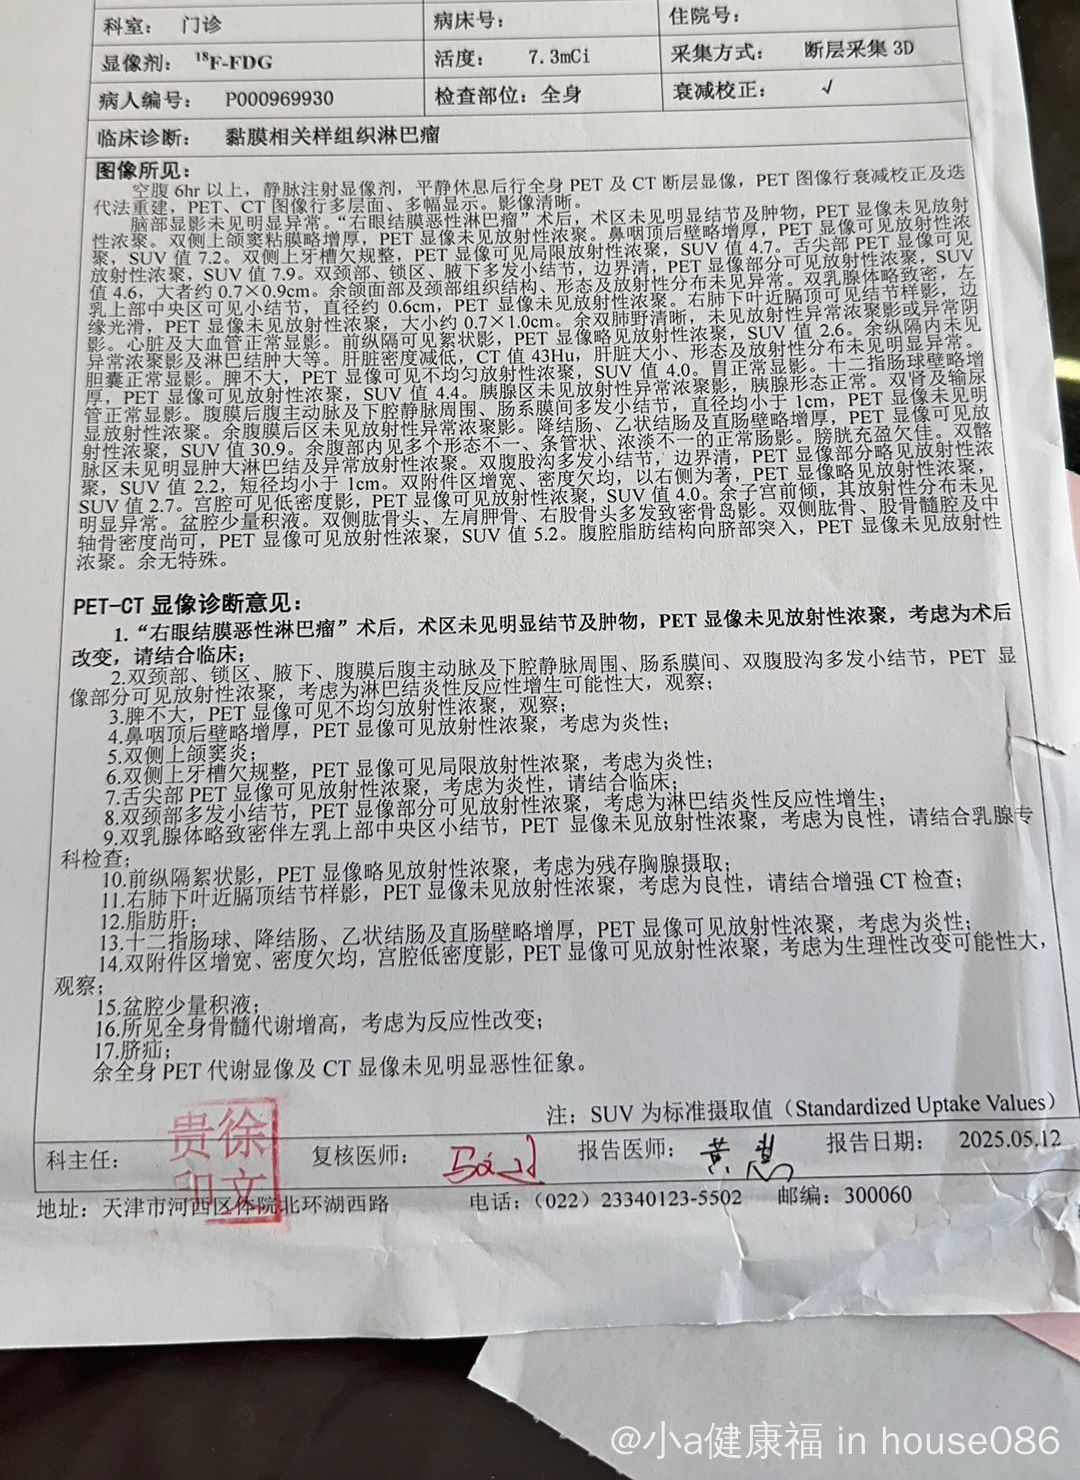 科室： 门诊 病床号： 住院号：
显像剂： ¹⁸F-FDG 活度： 7.3mCi 采集方式： 断层采集 3D
病人编号： P000969930 检查部位：全身 衰减校正： √
临床诊断： 黏膜相关样组织淋巴瘤
图像所见：
空腹 6hr 以上，静脉注射显像剂，平静休息后行全身 PET 及 CT 断层显像，PET 图像行衰减校正及迭
代法重建，PET、CT 图像行多层面、多幅显示。影像清晰。
脑部显影未见明显异常。“右眼结膜恶性淋巴瘤”术后，术区未见明显结节及肿物，PET 显像未见放射
性浓聚。双侧上颌窦粘膜略增厚，PET 显像未见放射性浓聚。鼻咽顶后壁略增厚，PET 显像可见放射性浓
聚，SUV 值 7.2。双侧上牙槽欠规整，PET 显像可见局限放射性浓聚，SUV 值 4.7。舌尖部 PET 显像可见
放射性浓聚，SUV 值 7.9。双颈部、锁区、腋下多发小结节，边界清，PET 显像部分可见放射性浓聚，SUV
值 4.6，大者约 0.7×0.9cm。余颌面部及颈部组织结构、形态及放射性分布未见异常。双乳腺体略致密，左
乳上部中央区可见小结节，直径约 0.6cm，PET 显像未见放射性浓聚。右肺下叶近膈顶可见结节样影，边
缘光滑，PET 显像未见放射性浓聚，大小约 0.7×1.0cm。余双肺野清晰，未见放射性异常浓聚影或异常阴
影。心脏及大血管正常显影。前纵隔可见絮状影，PET 显像略见放射性浓聚，SUV 值 2.6。余纵隔内未见
异常浓聚影及淋巴结肿大等。肝脏密度减低，CT 值 43Hu，肝脏大小、形态及放射性分布未见明显异常。
胆囊正常显影。脾不大，PET 显像可见不均匀放射性浓聚，SUV 值 4.0。胃正常显影。十二指肠球壁略增
厚，PET 显像可见放射性浓聚，SUV 值 4.4。胰腺区未见放射性异常浓聚影，胰腺形态正常。双肾及输尿
管正常显影。腹膜后腹主动脉及下腔静脉周围、肠系膜间多发小结节，直径均小于 1cm，PET 显像未见明
显放射性浓聚。余腹膜后区未见放射性异常浓聚影。降结肠、乙状结肠及直肠壁略增厚，PET 显像可见放
射性浓聚，SUV 值 30.9。余腹部内见多个形态不一、条管状、浓淡不一的正常肠影。膀胱充盈欠佳。双髂
脉区未见明显肿大淋巴结及异常放射性浓聚。双腹股沟多发小结节，边界清，PET 显像部分略见放射性浓
聚，SUV 值 2.2，短径均小于 1cm。双附件区增宽、密度欠均，以右侧为著，PET 显像略见放射性浓聚，
SUV 值 2.7。宫腔可见低密度影，PET 显像可见放射性浓聚，SUV 值 4.0。余子宫前倾，其放射性分布未见
明显异常。盆腔少量积液。双侧肱骨头、左肩胛骨、右股骨头多发致密骨岛影。双侧肱骨、股骨髓腔及中
轴骨密度尚可，PET 显像可见放射性浓聚，SUV 值 5.2。腹腔脂肪结构向脐部突入，PET 显像未见放射性
浓聚。余无特殊。
PET-CT 显像诊断意见：
1. “右眼结膜恶性淋巴瘤”术后，术区未见明显结节及肿物，PET 显像未见放射性浓聚，考虑为术后
改变，请结合临床；
2.双颈部、锁区、腋下、腹膜后腹主动脉及下腔静脉周围、肠系膜间、双腹股沟多发小结节，PET 显
像部分可见放射性浓聚，考虑为淋巴结炎性反应性增生可能性大，观察；
3.脾不大，PET 显像可见不均匀放射性浓聚，观察；
4.鼻咽顶后壁略增厚，PET 显像可见放射性浓聚，考虑为炎性；
5.双侧上颌窦炎；
6.双侧上牙槽欠规整，PET 显像可见局限放射性浓聚，考虑为炎性；
7.舌尖部 PET 显像可见放射性浓聚，考虑为炎性，请结合临床；
8.双颈部多发小结节，PET 显像部分可见放射性浓聚，考虑为淋巴结炎性反应性增生；
9.双乳腺体略致密伴左乳上部中央区小结节，PET 显像未见放射性浓聚，考虑为良性，请结合乳腺专
科检查；
10.前纵隔絮状影，PET 显像略见放射性浓聚，考虑为残存胸腺摄取；
11.右肺下叶近膈顶结节样影，PET 显像未见放射性浓聚，考虑为良性，请结合增强 CT 检查；
12.脂肪肝；
13.十二指肠球、降结肠、乙状结肠及直肠壁略增厚，PET 显像可见放射性浓聚，考虑为炎性；
14.双附件区增宽、密度欠均，宫腔低密度影，PET 显像可见放射性浓聚，考虑为生理性改变可能性大，
观察；
15.盆腔少量积液；
16.所见全身骨髓代谢增高，考虑为反应性改变；
17.脐疝；
余全身 PET 代谢显像及 CT 显像未见明显恶性征象。
注：SUV 为标准摄取值（Standardized Uptake Values）
科主任： 徐文贵印 复核医师： 报告医师： 报告日期： 2025.05.12
地址：天津市河西区体院北环湖西路 电话：（022）23340123-5502 邮编：300060
@小a健康福 in house086